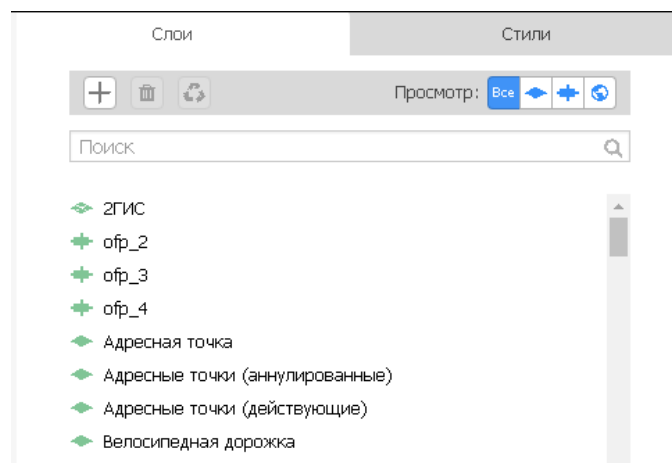 Слои Стили
Просмотр: Все
Поиск
2ГИС
ofp_2
ofp_3
ofp_4
Адресная точка
Адресные точки (аннулированные)
Адресные точки (действующие)
Велосипедная дорожка